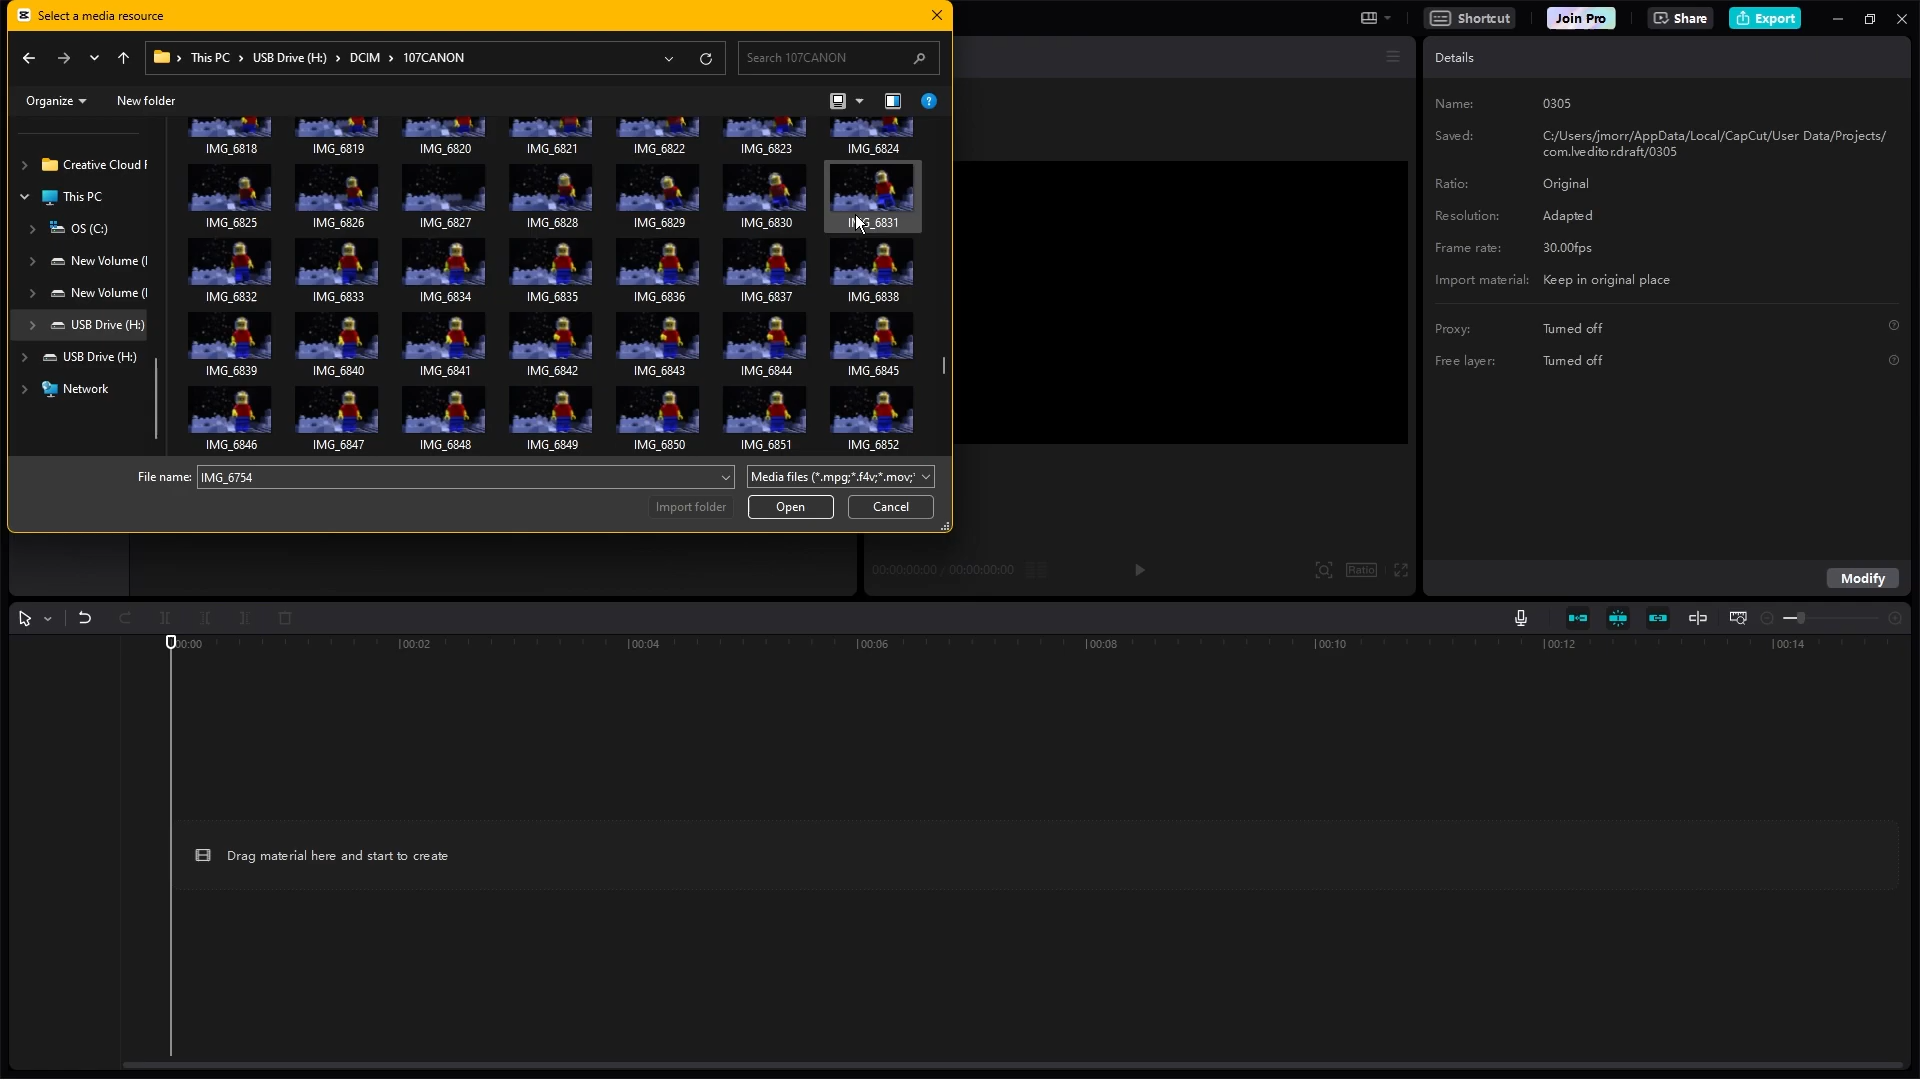 Select a media resource
Shortcut
Join Pro
Share
Export
This PC
USB Drive (H:)
DCIM
107CANON
Search 107CANON
Organize
New folder
Creative Cloud F
This PC
OS (C:)
New Volume (
New Volume (
USB Drive (H:)
USB Drive (H:)
Network
IMG_6818 IMG_6819 IMG_6820 IMG_6821 IMG_6822 IMG_6823 IMG_6824
IMG_6825 IMG_6826 IMG_6827 IMG_6828 IMG_6829 IMG_6830 IMG_6831
IMG_6832 IMG_6833 IMG_6834 IMG_6835 IMG_6836 IMG_6837 IMG_6838
IMG_6839 IMG_6840 IMG_6841 IMG_6842 IMG_6843 IMG_6844 IMG_6845
IMG_6846 IMG_6847 IMG_6848 IMG_6849 IMG_6850 IMG_6851 IMG_6852
File name: IMG_6754
Media files (*.mpg;*.f4v;*.mov;*
Import folder
Open
Cancel
Details
Name: 0305
Saved: C:/Users/jmorr/AppData/Local/CapCut/User Data/Projects/
com.lveditor.draft/0305
Ratio: Original
Resolution: Adapted
Frame rate: 30.00fps
Import material: Keep in original place
Proxy: Turned off
Free layer: Turned off
Modify
00:00:00:00 / 00:00:00:00
Ratio
00:00 00:02 00:04 00:06 00:08 00:10 00:12 00:14
Drag material here and start to create